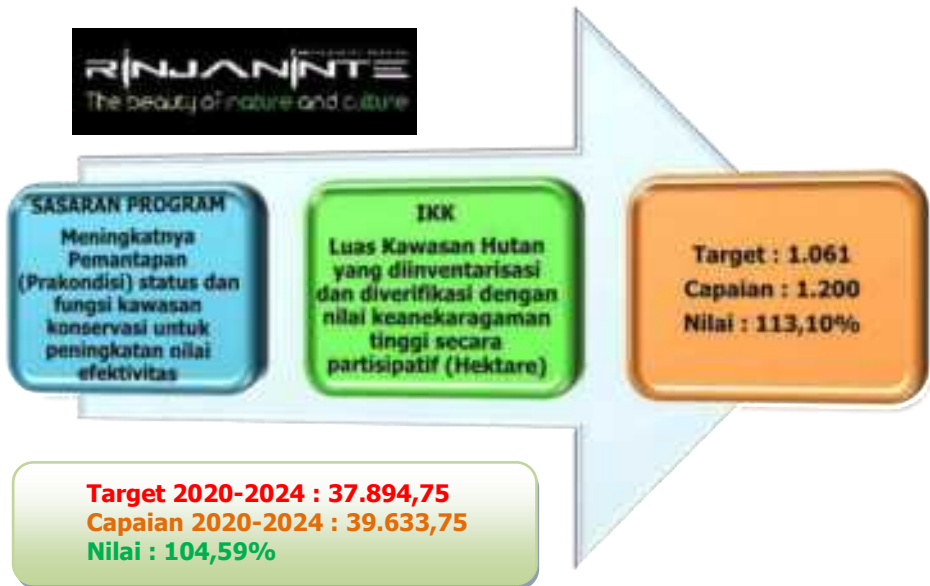 RINJANINTE
The beauty of nature and culture
SASARAN PROGRAM
Meningkatnya
Pemantapan
(Prakondisi) status dan
fungsi kawasan
konservasi untuk
peningkatan nilai
efektivitas
IKK
Luas Kawasan Hutan
yang diinventarisasi
dan diverifikasi dengan
nilai keanekaragaman
tinggi secara
partisipatif (Hektare)
Target : 1.061
Capaian : 1.200
Nilai : 113,10%
Target 2020-2024 : 37.894,75
Capaian 2020-2024 : 39.633,75
Nilai : 104,59%